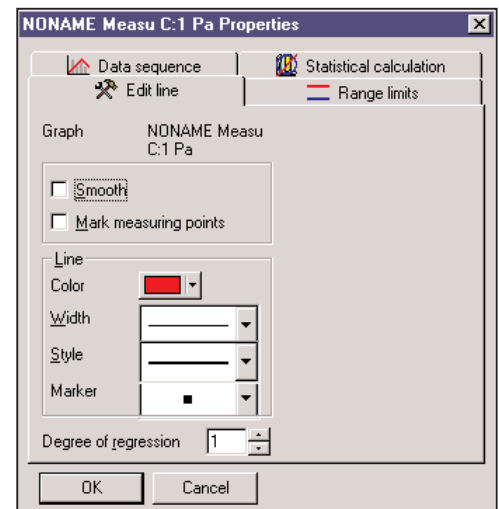 NONAME Measu C:1 Pa Properties
Data sequence
Statistical calculation
Edit line
Range limits
Graph NONAME Measu
C:1 Pa
Smooth
Mark measuring points
Line
Color
Width
Style
Marker
Degree of regression 1
OK Cancel